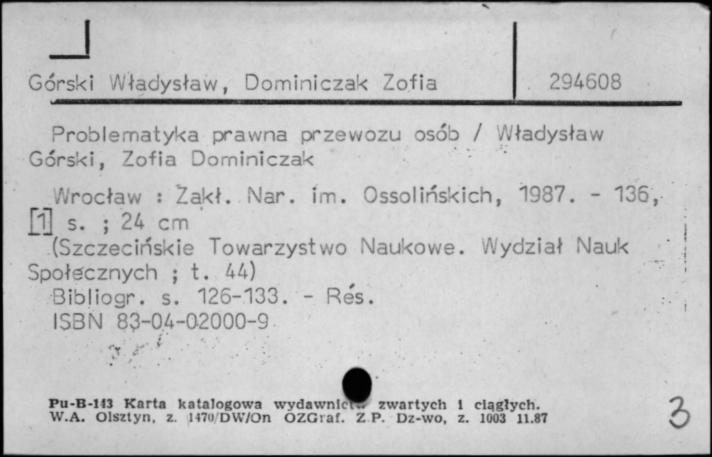 Górski Władysław, Dominiczak Zofia 294608
Problematyka prawna przewozu osób / Władysław
Górski, Zofia Dominiczak
Wrocław : Zakł. Nar. im. Ossolińskich, 1987. - 136,
[1] s. ; 24 cm
(Szczecińskie Towarzystwo Naukowe. Wydział Nauk
Społecznych ; t. 44)
Bibliogr. s. 126-133. - Rés.
ISBN 83-04-02000-9
Pu-B-143 Karta katalogowa zwartych i ciągłych.
W.A. Olsztyn, z. 1470/DW/On OZGraf. Z.P. Dz-wo, z. 1003 11.87
3